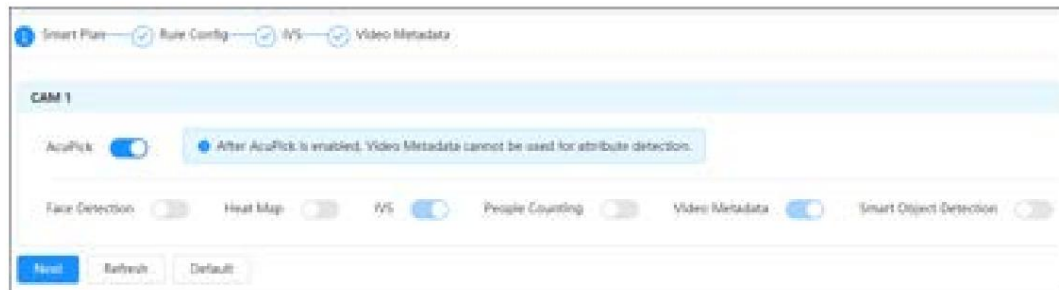 1 Smart Plan Rule Config IVS Video Metadata
CAM 1
AcuPick After AcuPick is enabled, Video Metadata cannot be used for attribute detection.
Face Detection Heat Map IVS People Counting Video Metadata Smart Object Detection
Next Refresh Default